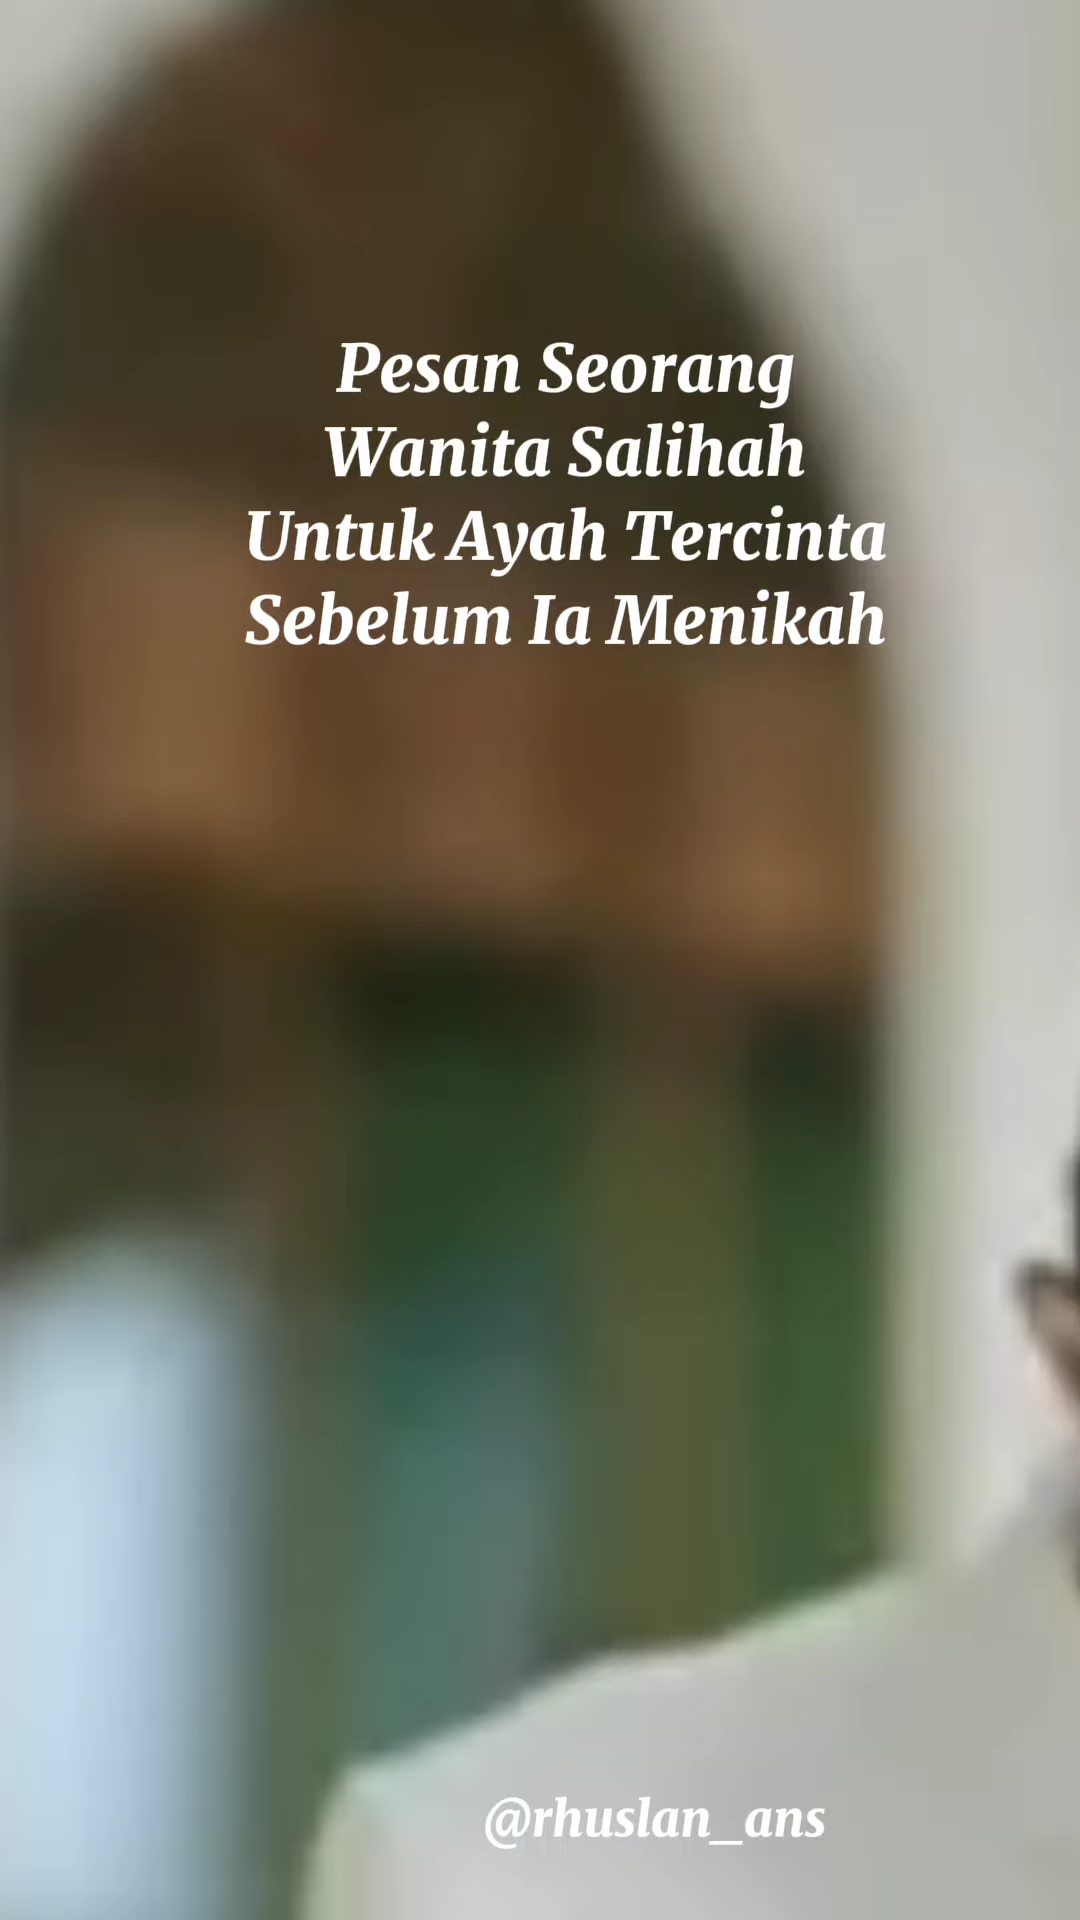 Pesan Seorang
Wanita Salihah
Untuk Ayah Tercinta
Sebelum Ia Menikah
@rhuslan_ans